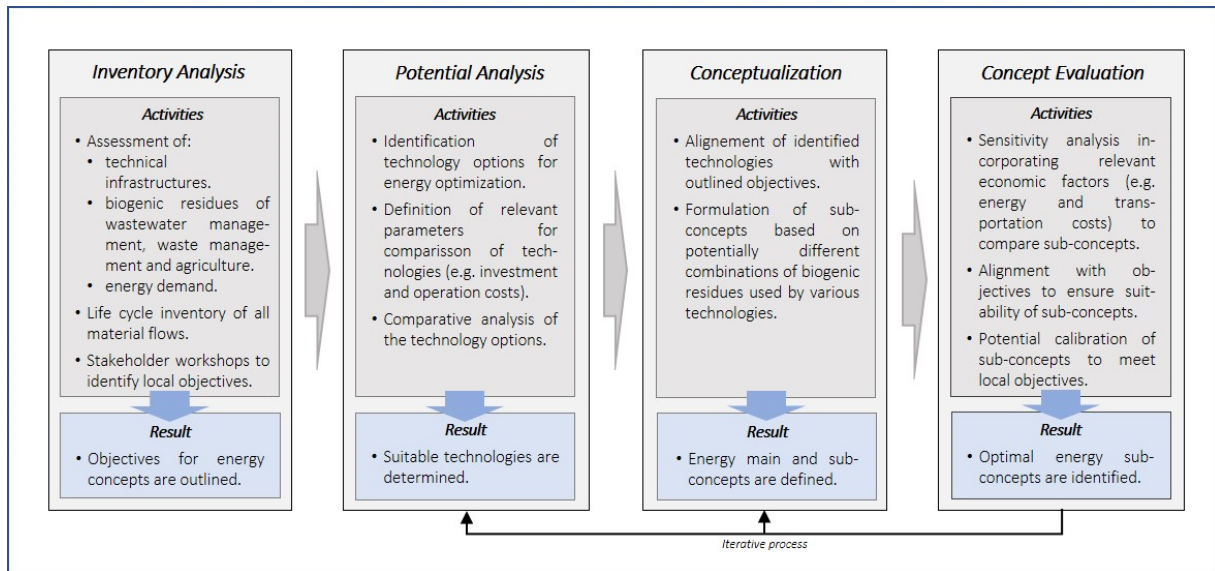 Inventory Analysis
Activities
• Assessment of:
• technical
infrastructures.
• biogenic residues of
wastewater manage-
ment, waste manage-
ment and agriculture.
• energy demand.
• Life cycle inventory of all
material flows.
• Stakeholder workshops to
identify local objectives.
Result
• Objectives for energy
concepts are outlined.
Potential Analysis
Activities
• Identification of
technology options for
energy optimization.
• Definition of relevant
parameters for
comparisson of tech-
nologies (e.g. investment
and operation costs).
• Comparative analysis of
the technology options.
Result
• Suitable technologies are
determined.
Conceptualization
Activities
• Alignement of identified
technologies with
outlined objectives.
• Formulation of sub-
concepts based on
potentially different
combinations of biogenic
residues used by various
technologies.
Result
• Energy main and sub-
concepts are defined.
Concept Evaluation
Activities
• Sensitivity analysis in-
corporating relevant
economic factors (e.g.
energy and trans-
portation costs) to
compare sub-concepts.
• Alignment with ob-
jectives to ensure suit-
ability of sub-concepts.
• Potential calibration of
sub-concepts to meet
local objectives.
Result
• Optimal energy sub-
concepts are identified.
Iterative process